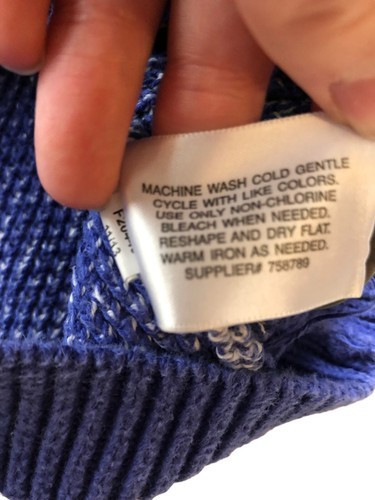 MACHINE WASH COLD GENTLE
CYCLE WITH LIKE COLORS.
USE ONLY NON-CHLORINE
BLEACH WHEN NEEDED.
RESHAPE AND DRY FLAT.
WARM IRON AS NEEDED.
SUPPLIER# 758789